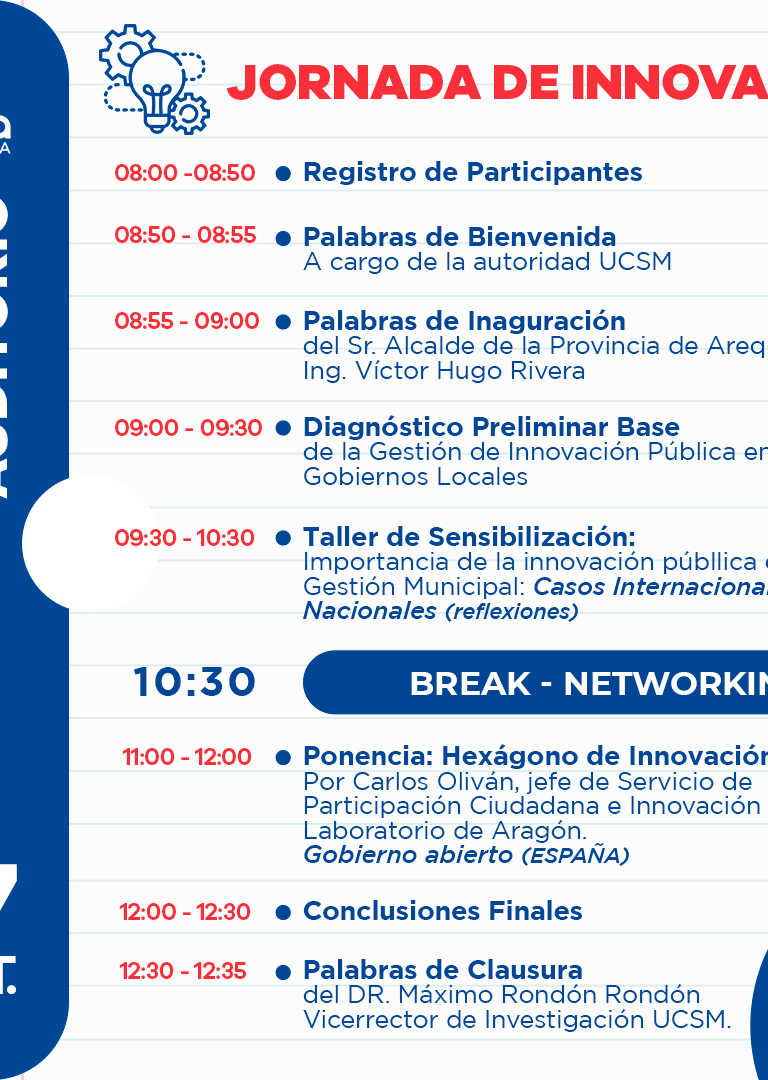 JORNADA DE INNOVA
08:00 -08:50 Registro de Participantes
08:50 - 08:55 Palabras de Bienvenida
A cargo de la autoridad UCSM
08:55 - 09:00 Palabras de Inaguración
del Sr. Alcalde de la Provincia de Areq
Ing. Víctor Hugo Rivera
09:00 - 09:30 Diagnóstico Preliminar Base
de la Gestión de Innovación Pública en
Gobiernos Locales
09:30 - 10:30 Taller de Sensibilización:
Importancia de la innovación públlica e
Gestión Municipal: Casos Internacional
Nacionales (reflexiones)
10:30 BREAK - NETWORKIN
11:00 - 12:00 Ponencia: Hexágono de Innovación
Por Carlos Oliván, jefe de Servicio de
Participación Ciudadana e Innovación
Laboratorio de Aragón.
Gobierno abierto (ESPAÑA)
12:00 - 12:30 Conclusiones Finales
12:30 - 12:35 Palabras de Clausura
del DR. Máximo Rondón Rondón
Vicerrector de Investigación UCSM.